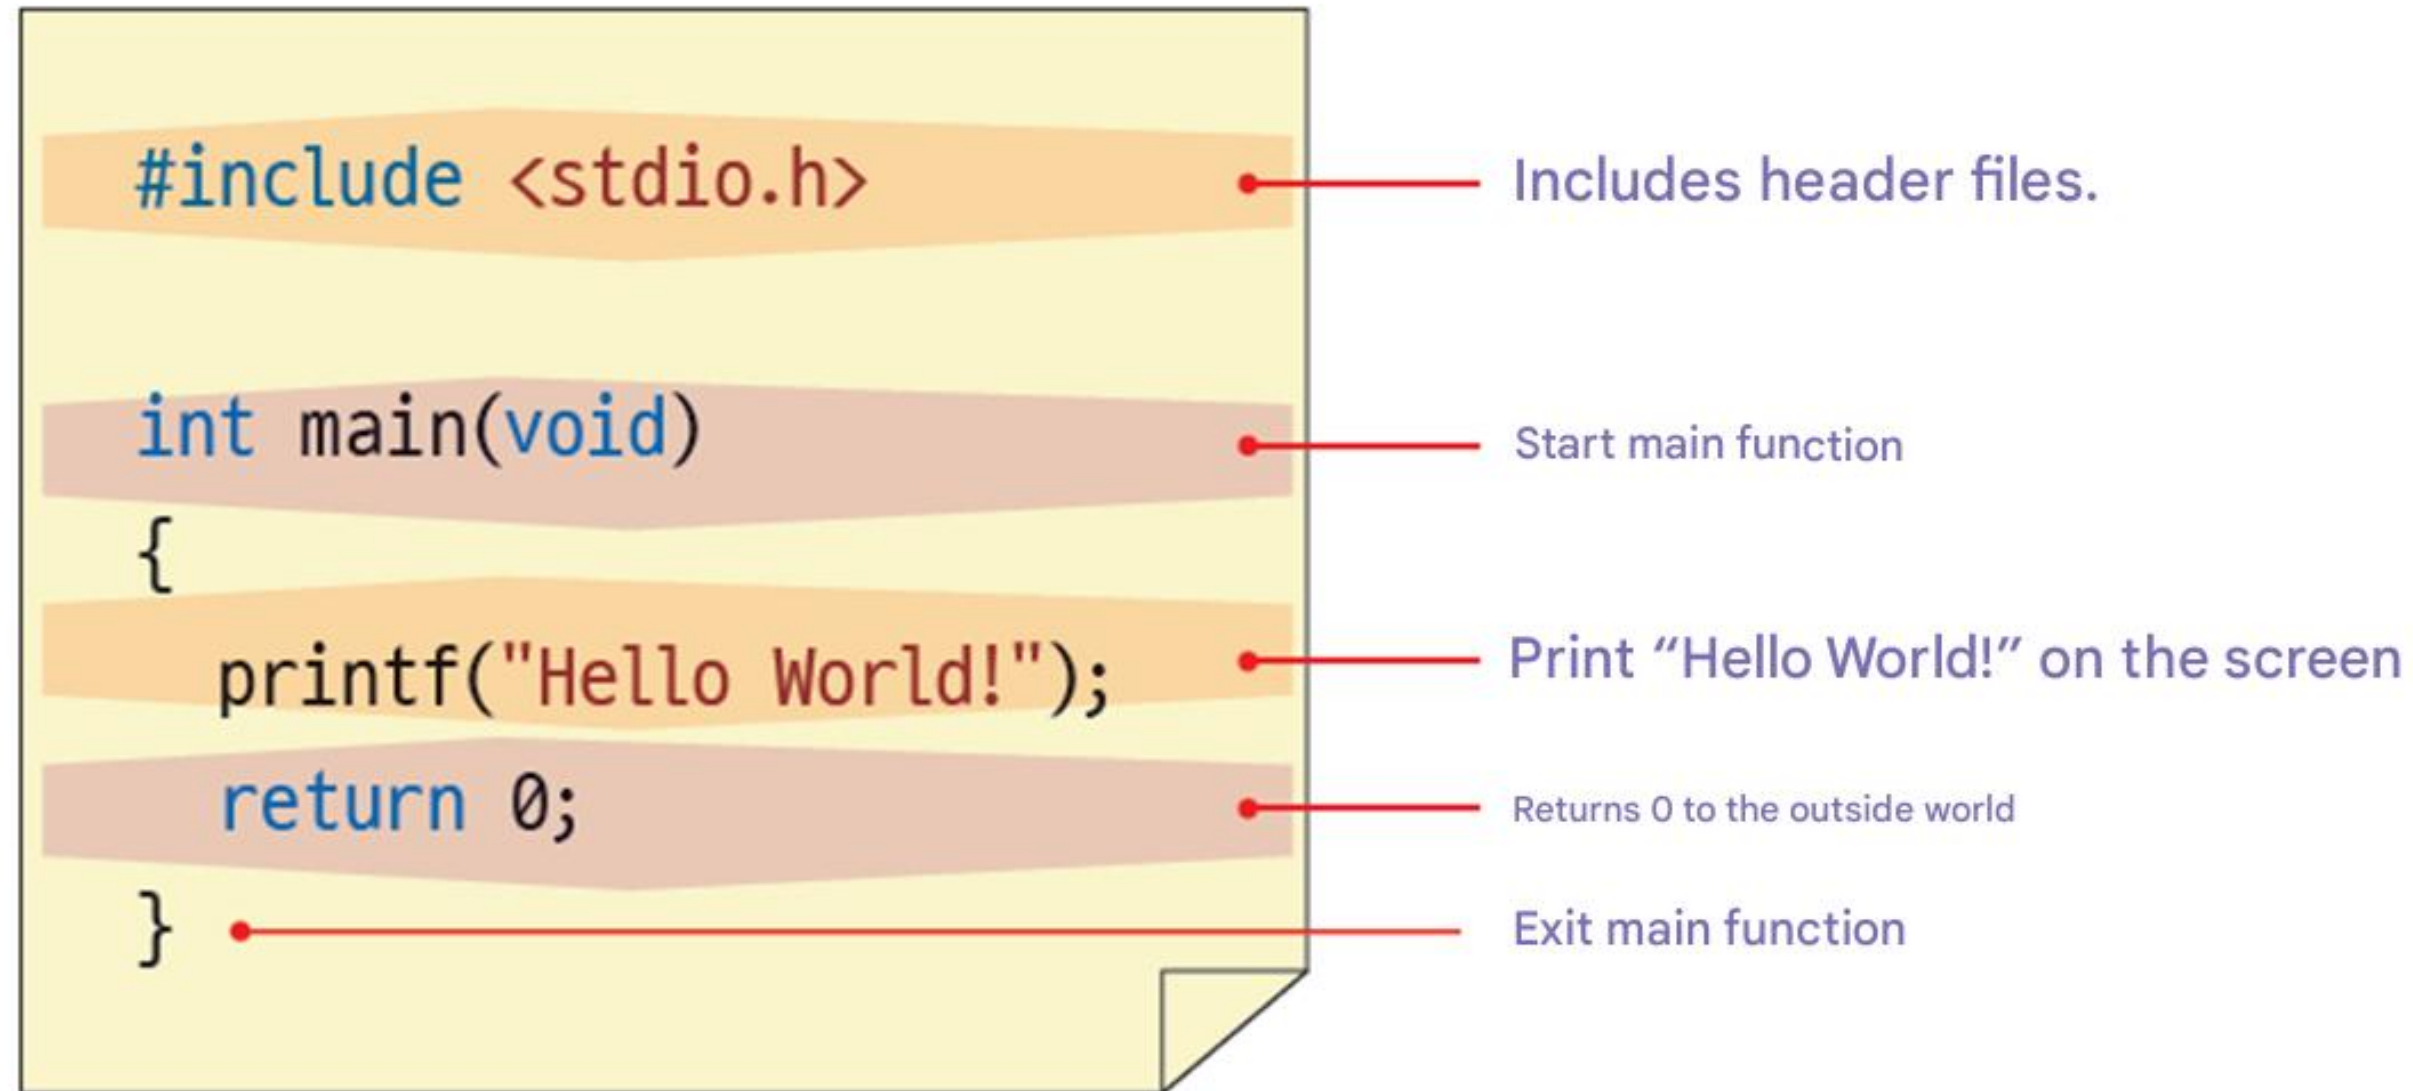 #include <stdio.h>
Includes header files.
int main(void)
Start main function
{
printf("Hello World!");
Print “Hello World!” on the screen
return 0;
Returns 0 to the outside world
}
Exit main function